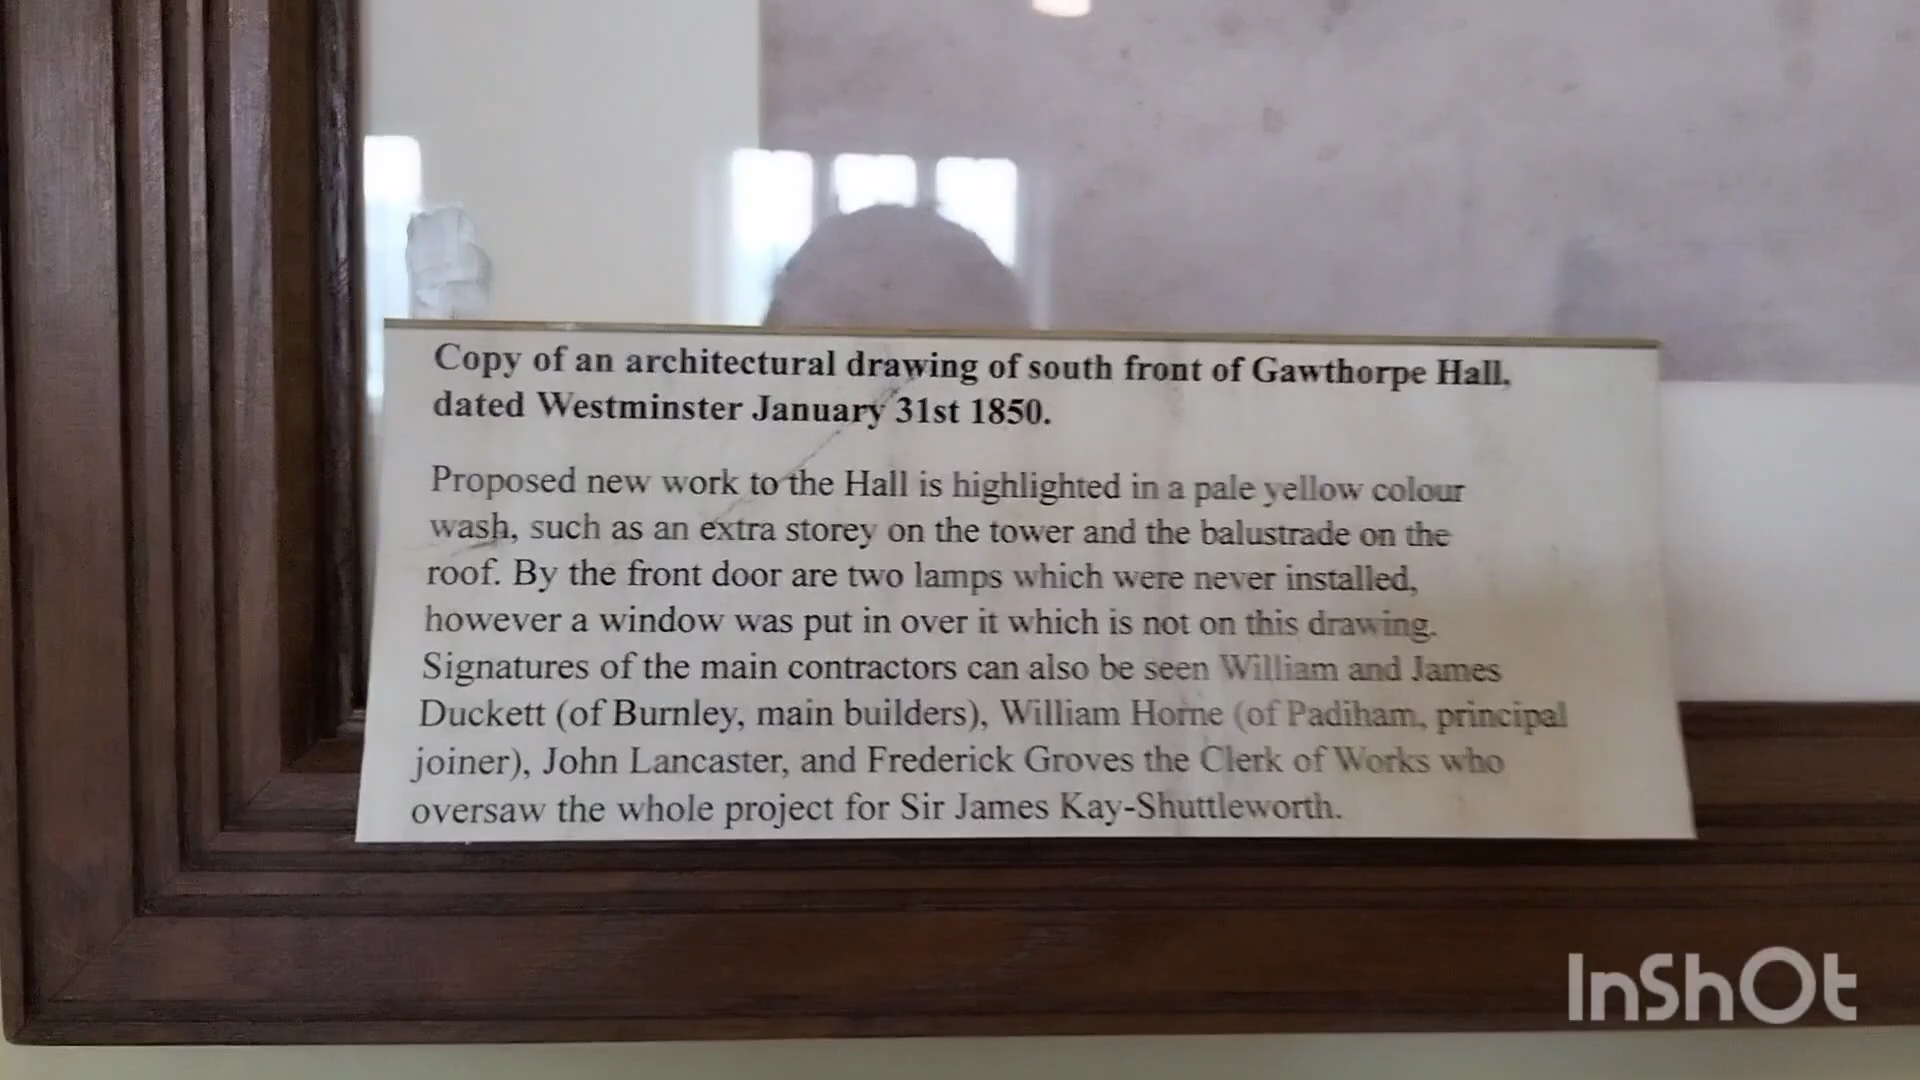 Copy of an architectural drawing of south front of Gawthorpe Hall,
dated Westminster January 31st 1850.
Proposed new work to the Hall is highlighted in a pale yellow colour
wash, such as an extra storey on the tower and the balustrade on the
roof. By the front door are two lamps which were never installed,
however a window was put in over it which is not on this drawing.
Signatures of the main contractors can also be seen William and James
Duckett (of Burnley, main builders), William Horne (of Padiham, principal
joiner), John Lancaster, and Frederick Groves the Clerk of Works who
oversaw the whole project for Sir James Kay-Shuttleworth.
InShOt